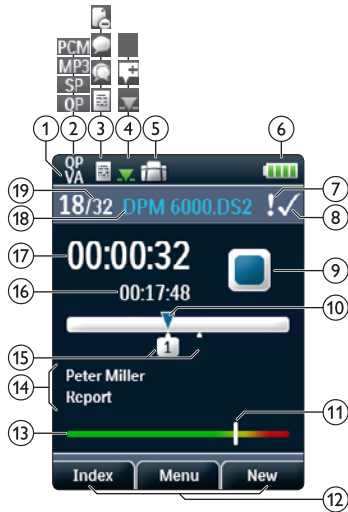 PCM
MP3
SP
QP
1 2 3 4 5 6
QP
VA
19 18/32 7
18 DPM 6000.DS2 !✓ 8
17 00:00:32 9
16 00:17:48
10
15 1
14 Peter Miller
Report
11
13
Index Menu New
12